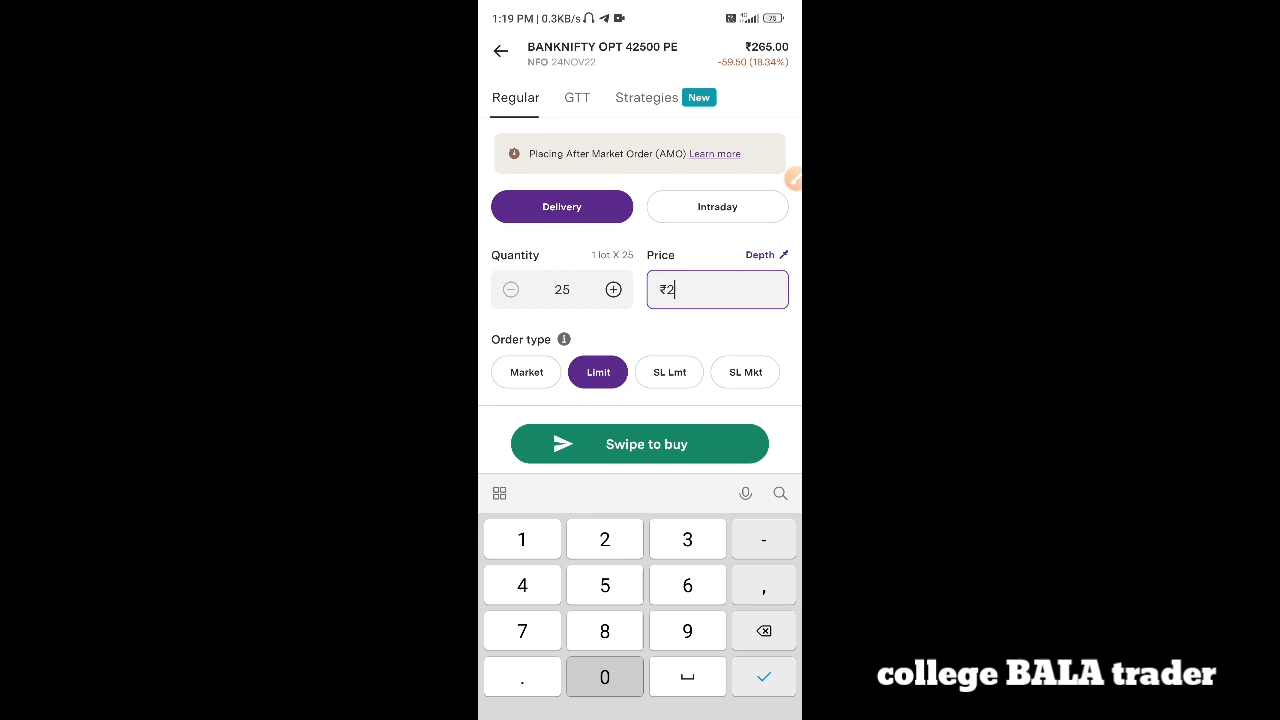 1:19 PM | 0.3KB/s
75
BANKNIFTY OPT 42500 PE
₹265.00
NFO 24NOV22
-59.50 (18.34%)
Regular
GTT
Strategies
New
Placing After Market Order (AMO) Learn more
Delivery
Intraday
Quantity
1 lot X 25
Price
Depth
25
₹2
Order type
Market
Limit
SL Lmt
SL Mkt
Swipe to buy
1 2 3 -
4 5 6 ,
7 8 9
. 0
college BALA trader